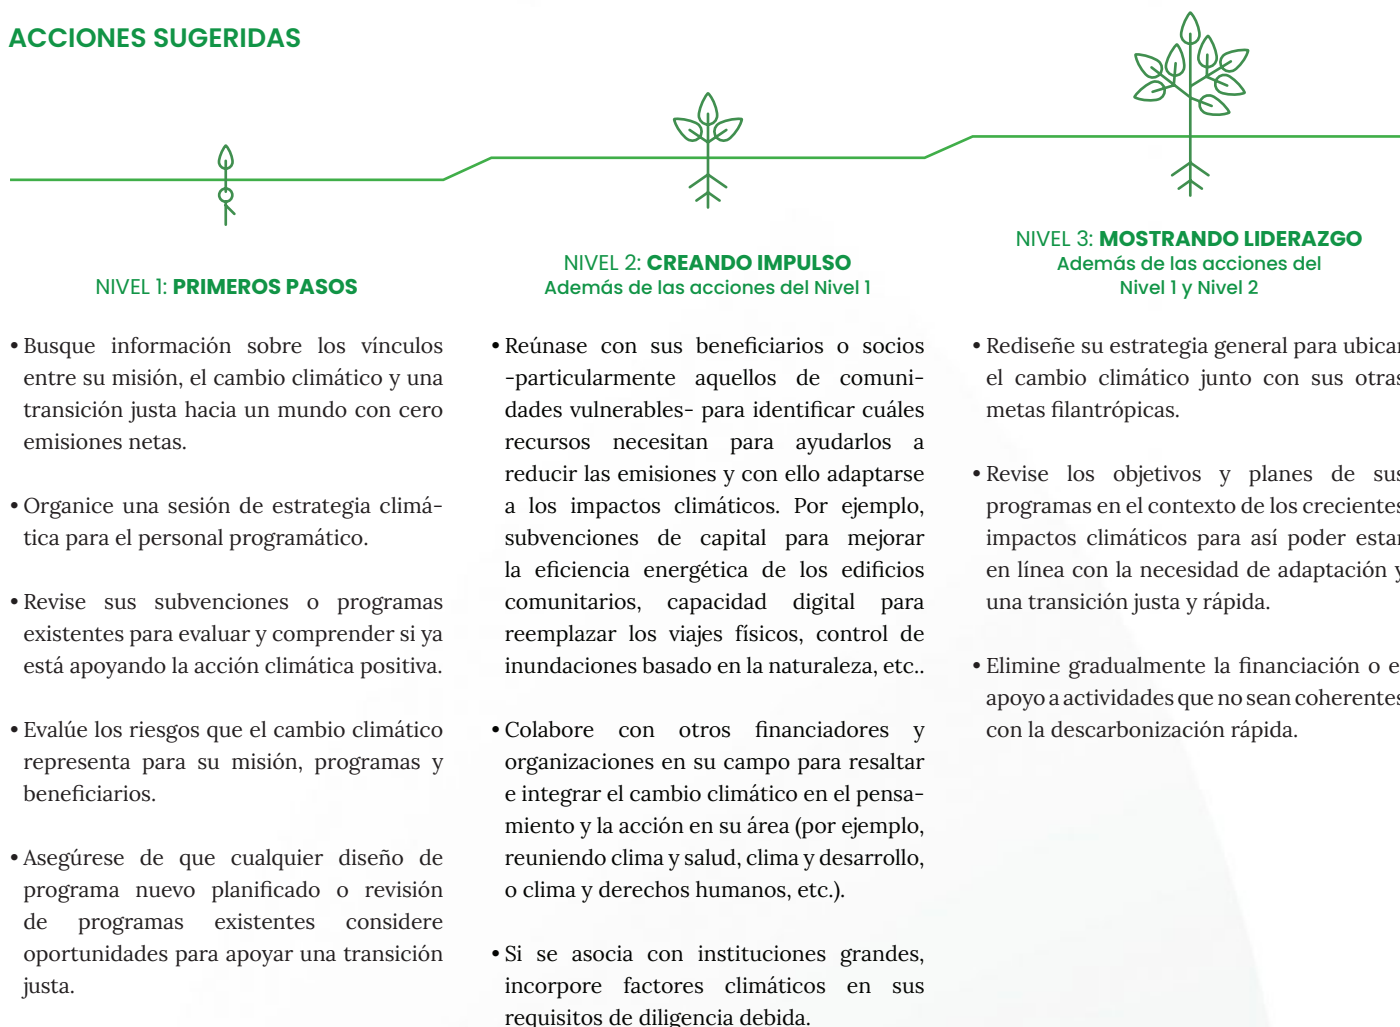 ACCIONES SUGERIDAS
NIVEL 1: PRIMEROS PASOS
• Busque información sobre los vínculos
entre su misión, el cambio climático y una
transición justa hacia un mundo con cero
emisiones netas.
• Organice una sesión de estrategia climá-
tica para el personal programático.
• Revise sus subvenciones o programas
existentes para evaluar y comprender si ya
está apoyando la acción climática positiva.
• Evalúe los riesgos que el cambio climático
representa para su misión, programas y
beneficiarios.
• Asegúrese de que cualquier diseño de
programa nuevo planificado o revisión
de programas existentes considere
oportunidades para apoyar una transición
justa.
NIVEL 2: CREANDO IMPULSO
Además de las acciones del Nivel 1
• Reúnase con sus beneficiarios o socios
-particularmente aquellos de comuni-
dades vulnerables- para identificar cuáles
recursos necesitan para ayudarlos a
reducir las emisiones y con ello adaptarse
a los impactos climáticos. Por ejemplo,
subvenciones de capital para mejorar
la eficiencia energética de los edificios
comunitarios, capacidad digital para
reemplazar los viajes físicos, control de
inundaciones basado en la naturaleza, etc..
• Colabore con otros financiadores y
organizaciones en su campo para resaltar
e integrar el cambio climático en el pensa-
miento y la acción en su área (por ejemplo,
reuniendo clima y salud, clima y desarrollo,
o clima y derechos humanos, etc.).
• Si se asocia con instituciones grandes,
incorpore factores climáticos en sus
requisitos de diligencia debida.
NIVEL 3: MOSTRANDO LIDERAZGO
Además de las acciones del
Nivel 1 y Nivel 2
• Rediseñe su estrategia general para ubicar
el cambio climático junto con sus otras
metas filantrópicas.
• Revise los objetivos y planes de sus
programas en el contexto de los crecientes
impactos climáticos para así poder estar
en línea con la necesidad de adaptación y
una transición justa y rápida.
• Elimine gradualmente la financiación o el
apoyo a actividades que no sean coherentes
con la descarbonización rápida.